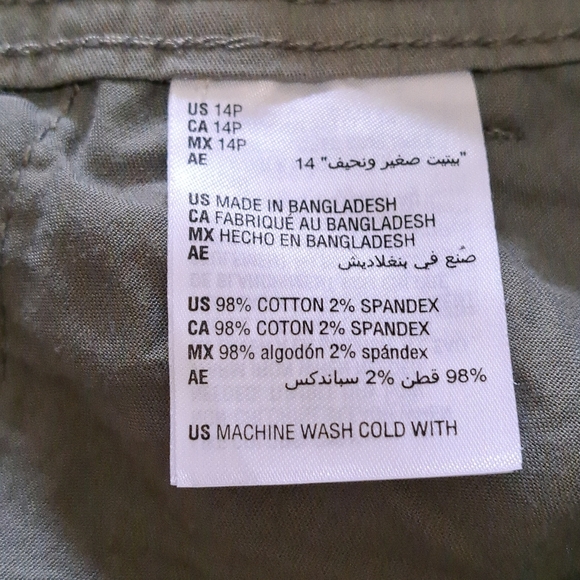 US 14P
CA 14P
MX 14P
AE "بيتيت صغير ونحيف" 14
US MADE IN BANGLADESH
CA FABRIQUÉ AU BANGLADESH
MX HECHO EN BANGLADESH
AE صُنع في بنغلاديش
US 98% COTTON 2% SPANDEX
CA 98% COTON 2% SPANDEX
MX 98% algodón 2% spándex
AE 98% قطن 2% سباندكس
US MACHINE WASH COLD WITH